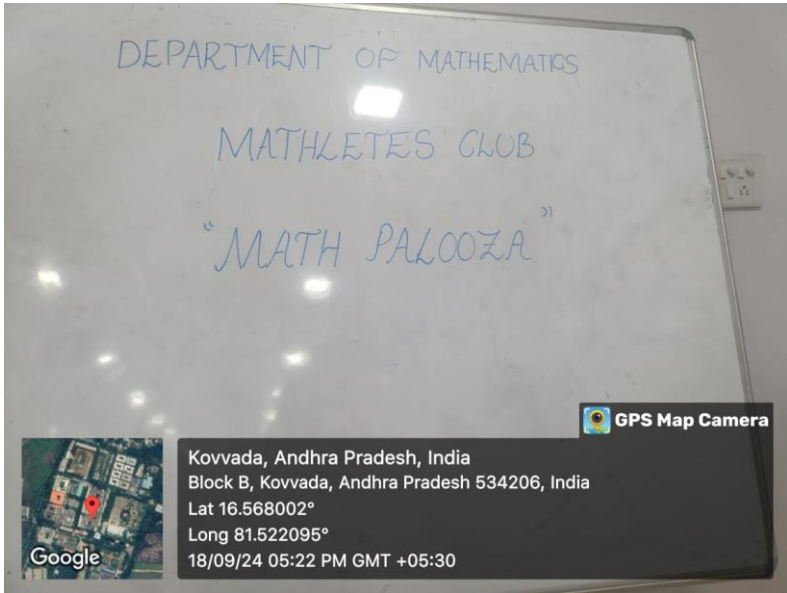 DEPARTMENT OF MATHEMATICS
MATHLETES CLUB
"MATH PALOOZA"
GPS Map Camera
Kovvada, Andhra Pradesh, India
Block B, Kovvada, Andhra Pradesh 534206, India
Lat 16.568002°
Long 81.522095°
18/09/24 05:22 PM GMT +05:30
Google